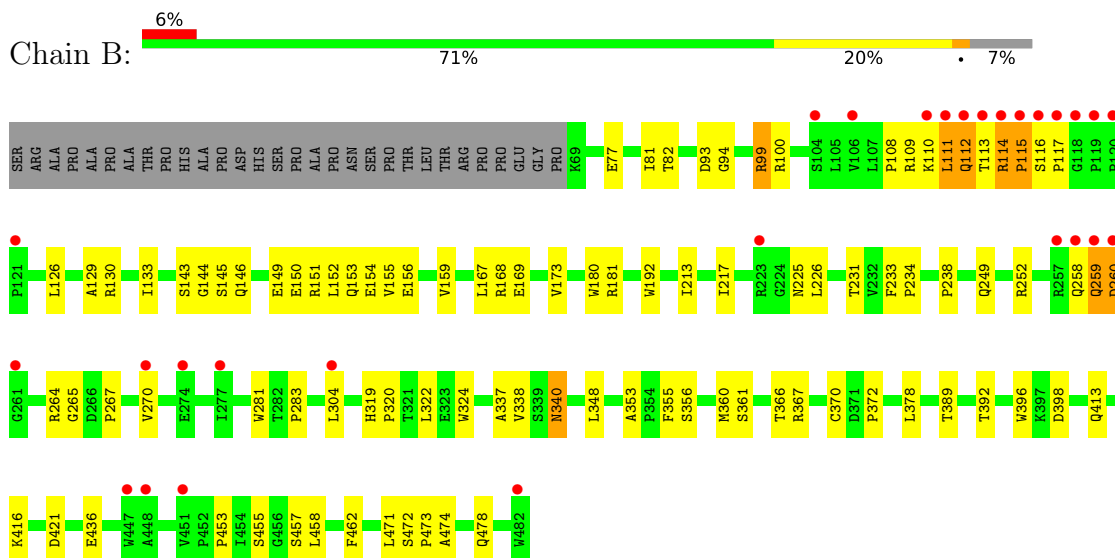 6%
Chain B:
71% 20% • 7%
SER ARG ALA PRO ALA PRO ALA THR PRO HIS ALA PRO ASP HIS SER PRO ALA PRO ASN SER PRO THR LEU THR ARG PRO PRO GLU GLY PRO K69 E77 I81 T82 D93 G94 R99 R100 S104 L105 V106 L107 P108 R109 K110 L111 Q112 T113 R114 P115 S116 P117 G118 P119
P121 L126 A129 R130 I133 S143 G144 S145 Q146 E149 E150 R151 L152 Q153 E154 V155 E156 V159 L167 R168 E169 V173 W180 R181 W192 I213 I217 R223 G224 N225 L226 T231 V232 F233 P234 P238 Q249 R252 R257 Q258 Q259
G261 R264 G265 D266 P267 V270 E274 I277 W281 T282 P283 L304 H319 P320 T321 L322 E323 W324 A337 V338 S339 N340 L348 A353 P354 F355 S356 M360 S361 T366 R367 C370 D371 P372 L378 T389 T392 W396 K397 D398 Q413
K416 D421 E436 W447 A448 V451 P452 P453 I454 S455 G456 S457 L458 F462 L471 S472 P473 A474 Q478 W482